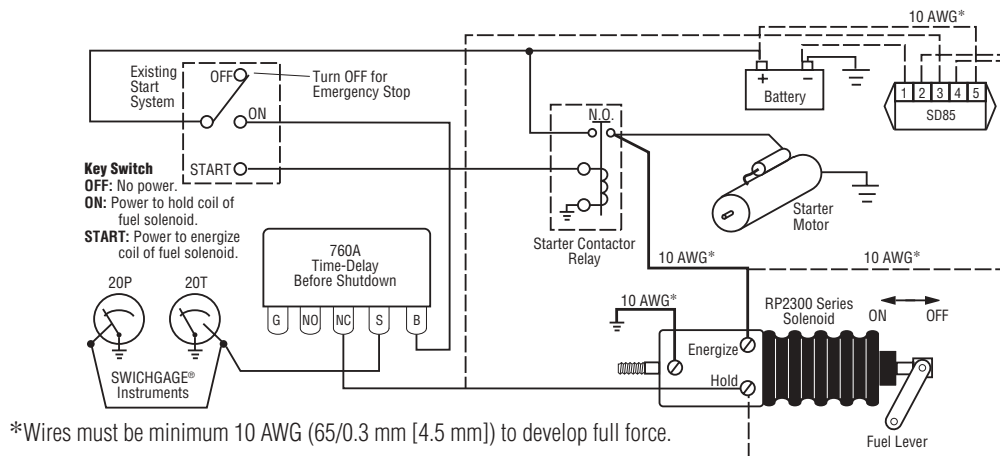 10 AWG*
Existing
Start
System
OFF
Turn OFF for
Emergency Stop
ON
START
Key Switch
OFF: No power.
ON: Power to hold coil of
fuel solenoid.
START: Power to energize
coil of fuel solenoid.
+ −
Battery
1 2 3 4 5
SD85
N.O.
Starter Contactor
Relay
Starter
Motor
760A
Time-Delay
Before Shutdown
G NO NC S B
20P 20T
SWICHGAGE®
Instruments
10 AWG*
10 AWG*
10 AWG*
RP2300 Series
Solenoid
ON OFF
Energize
Hold
Fuel Lever
*Wires must be minimum 10 AWG (65/0.3 mm [4.5 mm]) to develop full force.